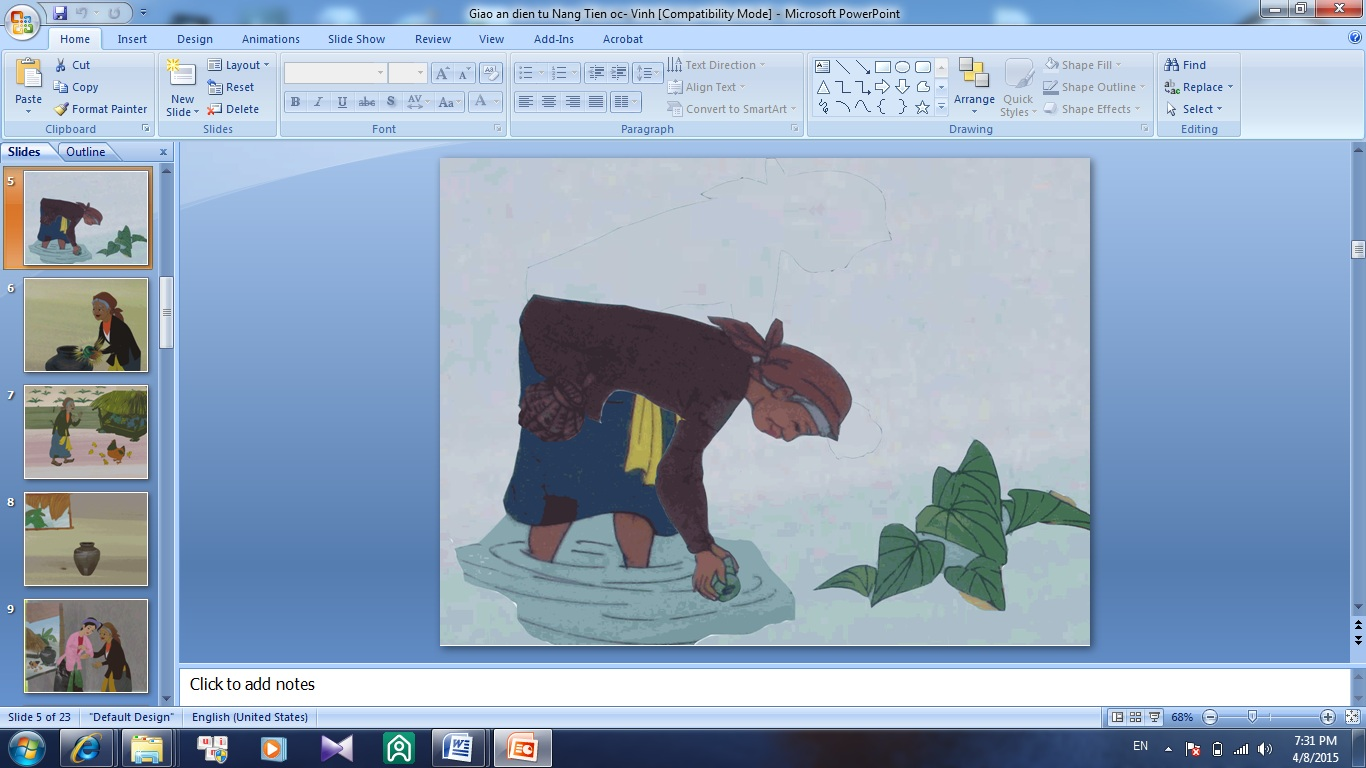 Giao an dien tu Nang Tien oc- Vinh [Compatibility Mode] - Microsoft PowerPoint
Home Insert Design Animations Slide Show Review View Add-Ins Acrobat
Paste
Cut
Copy
Format Painter
Clipboard
New
Slide
Layout
Reset
Delete
Slides
B I U abc S AV Aa A
Font
Text Direction
Align Text
Convert to SmartArt
Paragraph
Arrange
Quick
Styles
Shape Fill
Shape Outline
Shape Effects
Drawing
Find
Replace
Select
Editing
Slides Outline x
5
6
7
8
9
Click to add notes
Slide 5 of 23 "Default Design" English (United States) 68%
EN 7:31 PM
4/8/2015